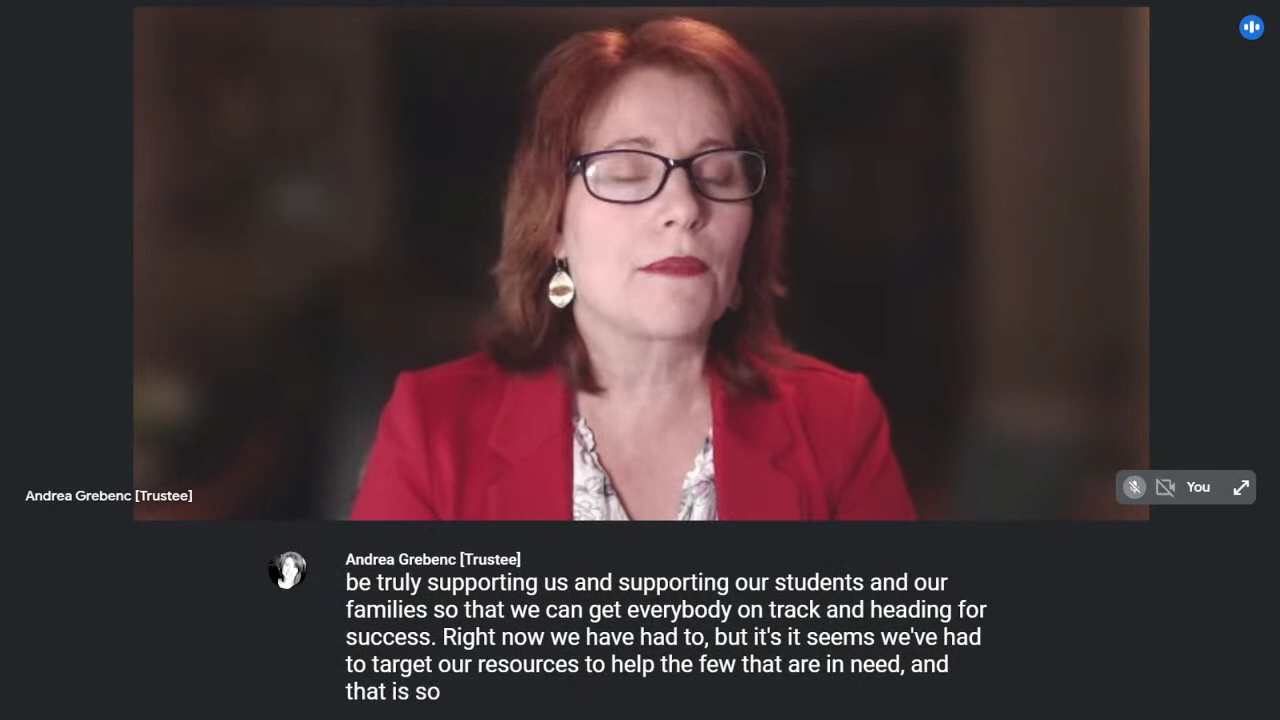 Andrea Grebenc [Trustee]
You
Andrea Grebenc [Trustee]
be truly supporting us and supporting our students and our
families so that we can get everybody on track and heading for
success. Right now we have had to, but it's it seems we've had
to target our resources to help the few that are in need, and
that is so